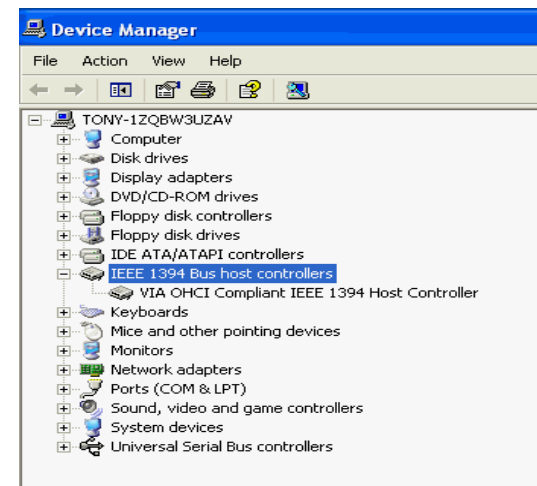 Device Manager
File Action View Help
TONY-1ZQBW3UZAV
Computer
Disk drives
Display adapters
DVD/CD-ROM drives
Floppy disk controllers
Floppy disk drives
IDE ATA/ATAPI controllers
IEEE 1394 Bus host controllers
VIA OHCI Compliant IEEE 1394 Host Controller
Keyboards
Mice and other pointing devices
Monitors
Network adapters
Ports (COM & LPT)
Sound, video and game controllers
System devices
Universal Serial Bus controllers